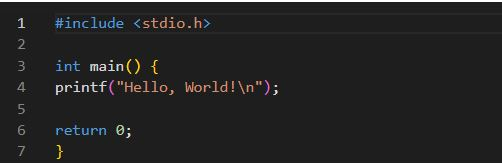 1 #include <stdio.h>
2
3 int main() {
4 printf("Hello, World!\n");
5
6 return 0;
7 }